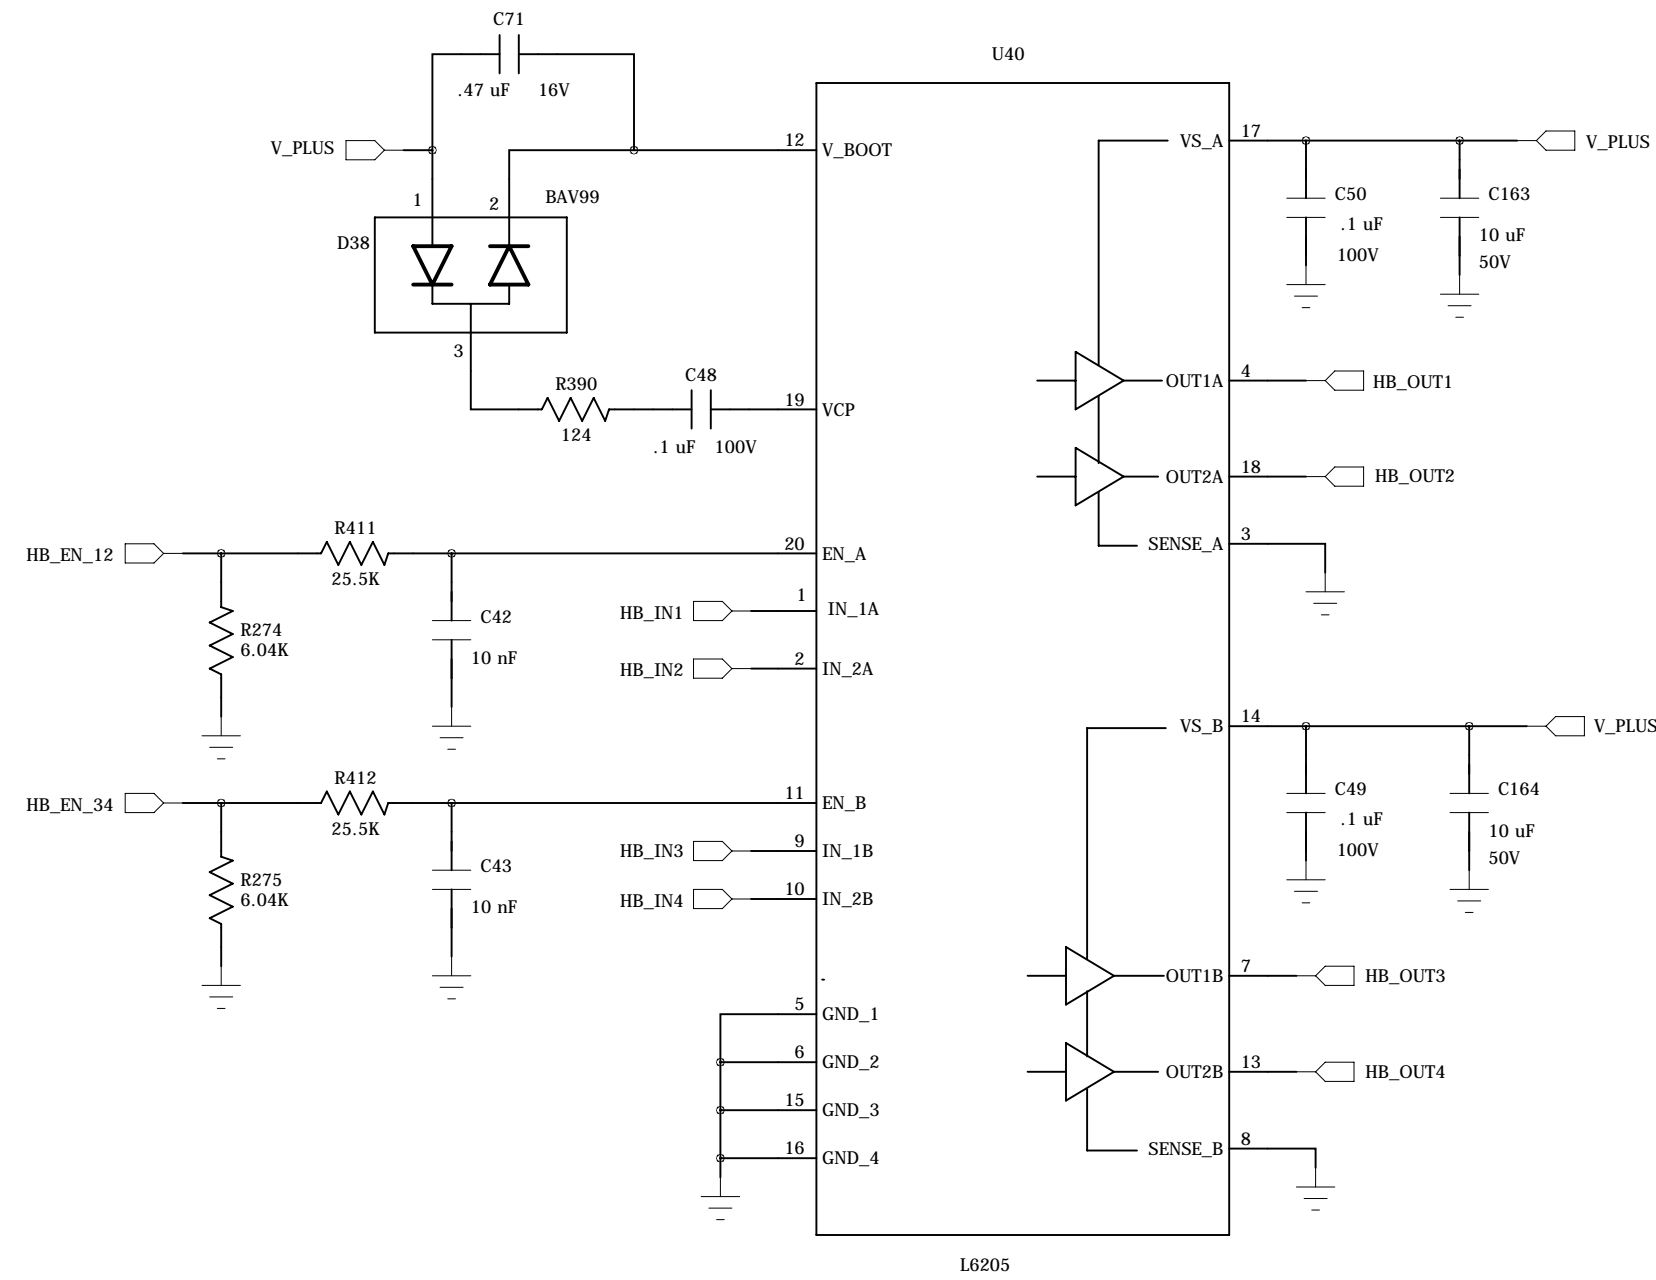 C71
.47 uF 16V
U40
V_PLUS
12 V_BOOT
1 2 BAV99
D38
3
R390
124
C48
.1 uF 100V
19 VCP
VS_A 17
V_PLUS
C50
.1 uF
100V
C163
10 uF
50V
OUT1A 4 HB_OUT1
OUT2A 18 HB_OUT2
SENSE_A 3
HB_EN_12
R411
25.5K
20 EN_A
R274
6.04K
C42
10 nF
HB_IN1 1 IN_1A
HB_IN2 2 IN_2A
VS_B 14
V_PLUS
C49
.1 uF
100V
C164
10 uF
50V
HB_EN_34
R412
25.5K
11 EN_B
R275
6.04K
C43
10 nF
HB_IN3 9 IN_1B
HB_IN4 10 IN_2B
-
5 GND_1
6 GND_2
15 GND_3
16 GND_4
OUT1B 7 HB_OUT3
OUT2B 13 HB_OUT4
SENSE_B 8
L6205